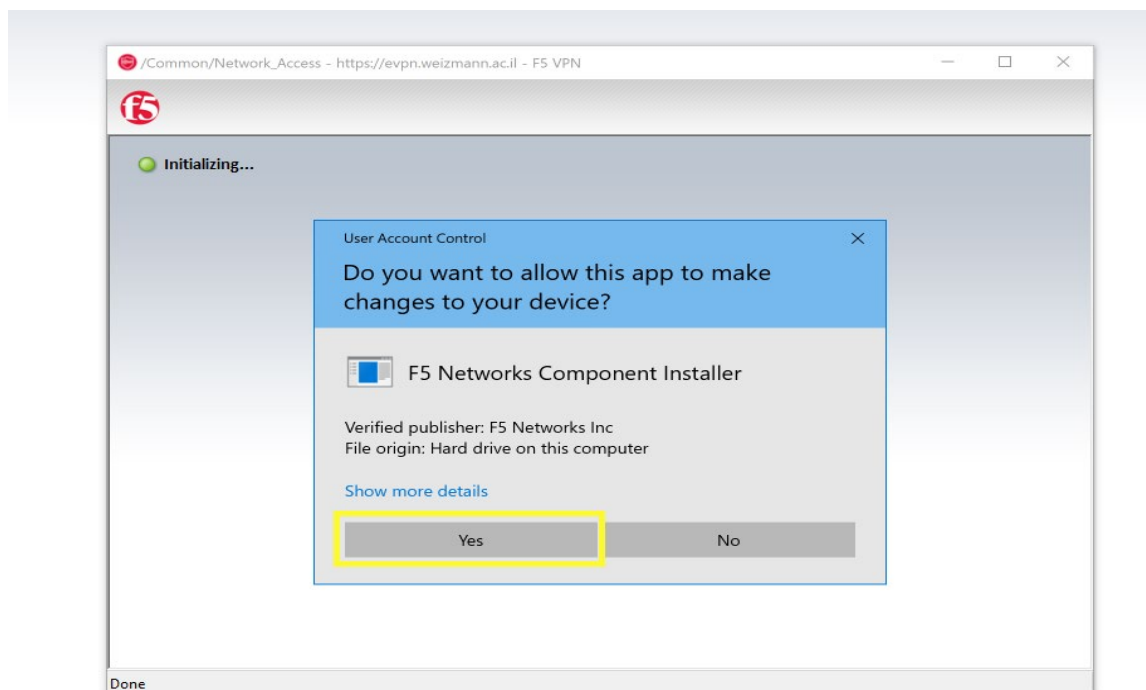 /Common/Network_Access - https://evpn.weizmann.ac.il - F5 VPN
f5
Initializing...
User Account Control
Do you want to allow this app to make
changes to your device?
F5 Networks Component Installer
Verified publisher: F5 Networks Inc
File origin: Hard drive on this computer
Show more details
Yes No
Done